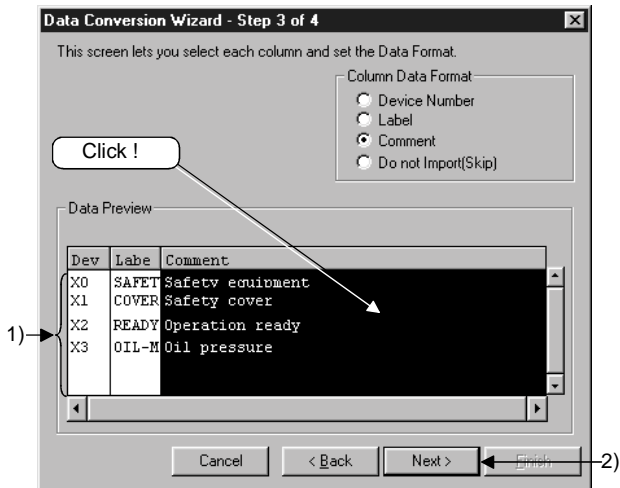 Data Conversion Wizard - Step 3 of 4
This screen lets you select each column and set the Data Format.
Column Data Format
Device Number
Label
Comment
Do not Import(Skip)
Click !
Data Preview
Dev Labe Comment
X0 SAFET Safety equipment
X1 COVER Safety cover
X2 READY Operation ready
X3 OIL-M Oil pressure
1)
Cancel < Back Next > Finish
2)